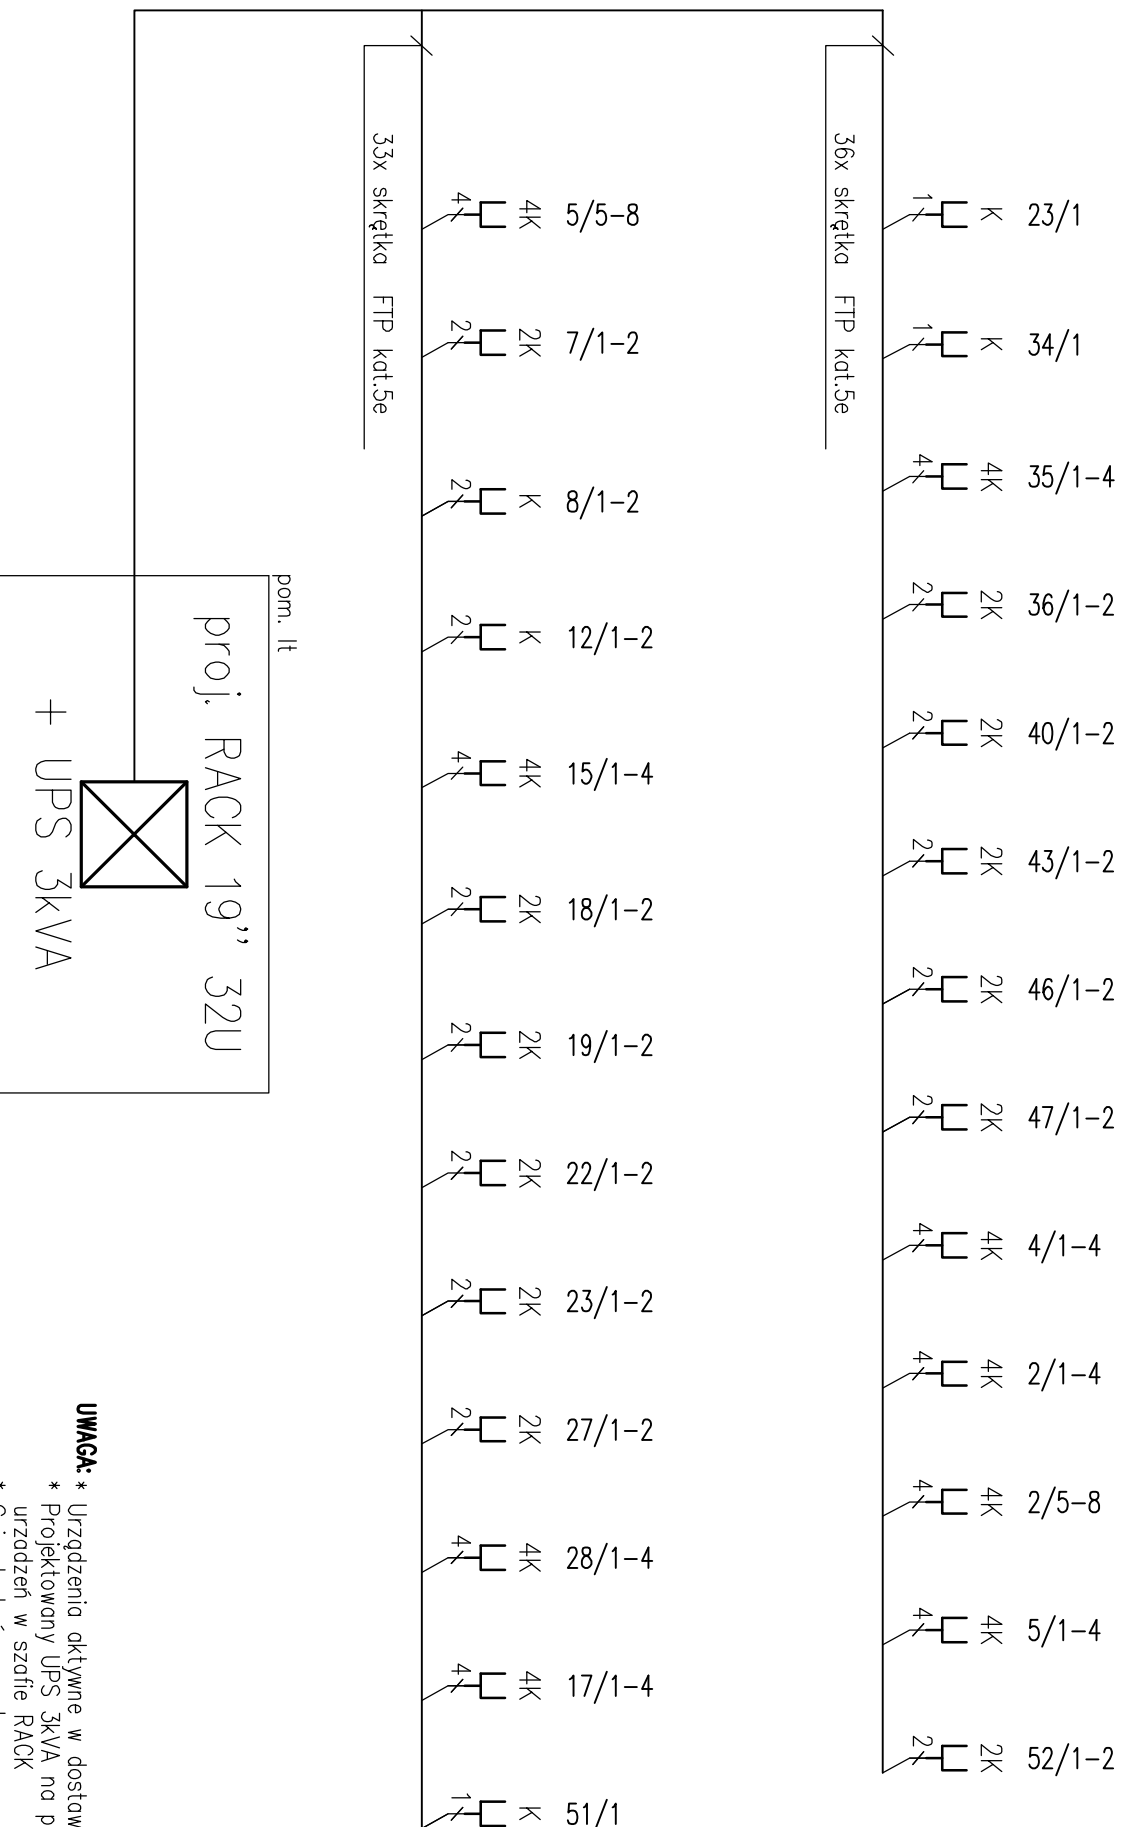 36x skrętka FTP kat.5e
1 K 23/1
1 K 34/1
4 4K 35/1-4
2 2K 36/1-2
2 2K 40/1-2
2 2K 43/1-2
2 2K 46/1-2
2 2K 47/1-2
4 4K 4/1-4
4 4K 2/1-4
4 4K 2/5-8
4 4K 5/1-4
2 2K 52/1-2
33x skrętka FTP kat.5e
4 4K 5/5-8
2 2K 7/1-2
2 K 8/1-2
2 K 12/1-2
4 4K 15/1-4
2 2K 18/1-2
2 2K 19/1-2
2 2K 22/1-2
2 2K 23/1-2
2 2K 27/1-2
4 4K 28/1-4
4 4K 17/1-4
1 K 51/1
pom. It
proj. RACK 19'' 32U
+ UPS 3kVA
UWAGA: * Urządzenia aktywne w dostaw
* Projektowany UPS 3kVA na p
urzadzeń w szafie RACK